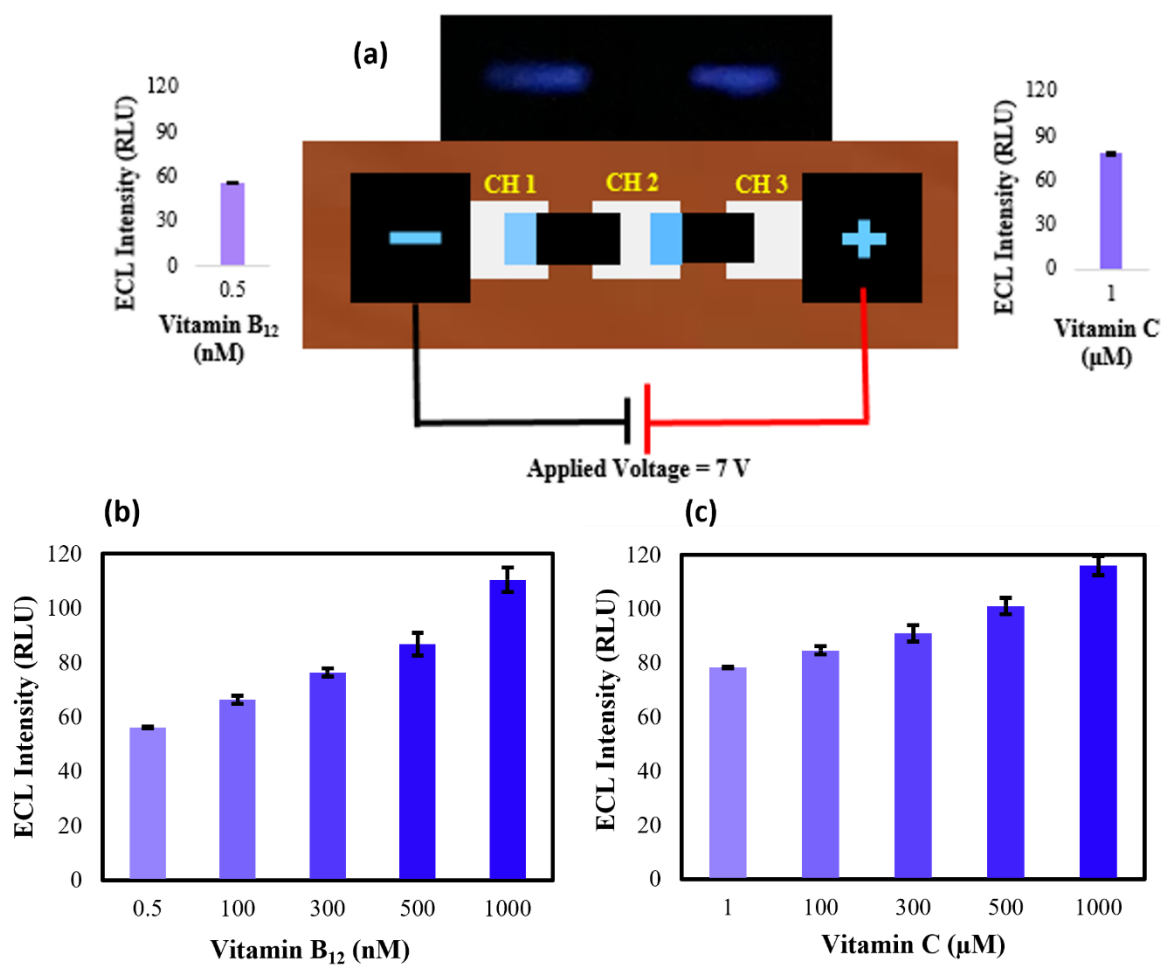 (a)
ECL Intensity (RLU)
120
90
60
30
0
0.5
Vitamin B₁₂
(nM)
CH 1
CH 2
CH 3
−
+
Applied Voltage = 7 V
ECL Intensity (RLU)
120
90
60
30
0
1
Vitamin C
(µM)
(b)
ECL Intensity (RLU)
120
100
80
60
40
20
0
0.5 100 300 500 1000
Vitamin B₁₂ (nM)
(c)
ECL Intensity (RLU)
120
100
80
60
40
20
0
1 100 300 500 1000
Vitamin C (µM)